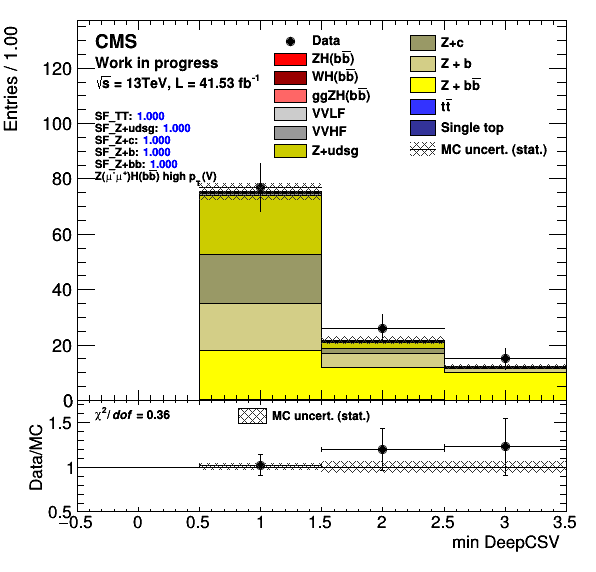 CMS
Work in progress
√s = 13TeV, L = 41.53 fb⁻¹
SF_TT: 1.000
SF_Z+udsg: 1.000
SF_Z+c: 1.000
SF_Z+b: 1.000
SF_Z+bb: 1.000
Z(μ⁻μ⁺)H(bb̅) high p_T(V)
Data
ZH(bb̅)
WH(bb̅)
ggZH(bb̅)
VVLF
VVHF
Z+udsg
Z+c
Z + b
Z + bb̅
tt̅
Single top
MC uncert. (stat.)
Entries / 1.00
120
100
80
60
40
20
0
χ²/dof = 0.36
MC uncert. (stat.)
Data/MC
1.5
1
0.5
−0.5 0 0.5 1 1.5 2 2.5 3 3.5
min DeepCSV